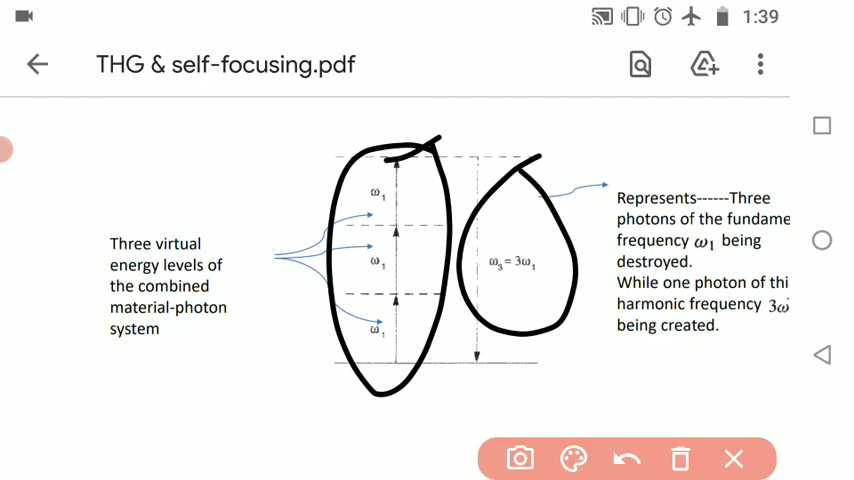 1:39
THG & self-focusing.pdf
ω1
ω1
ω1
ω3 = 3ω1
Three virtual
energy levels of
the combined
material-photon
system
Represents------Three
photons of the fundame
frequency ω1 being
destroyed.
While one photon of thi
harmonic frequency 3ω
being created.